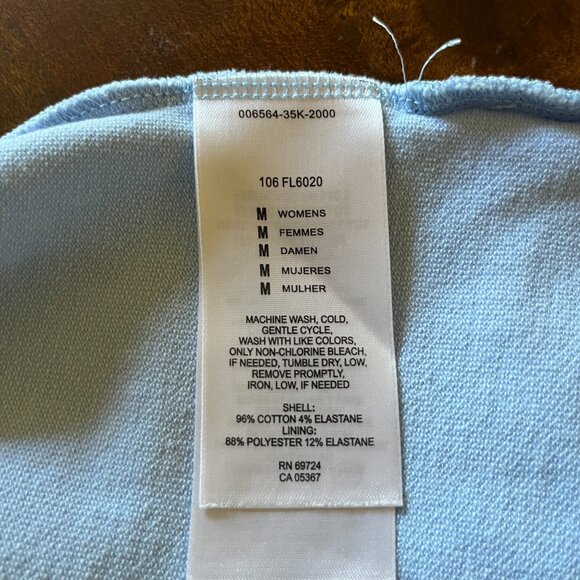 006564-35K-2000
106 FL6020
M WOMENS
M FEMMES
M DAMEN
M MUJERES
M MULHER
MACHINE WASH, COLD,
GENTLE CYCLE,
WASH WITH LIKE COLORS,
ONLY NON-CHLORINE BLEACH,
IF NEEDED, TUMBLE DRY, LOW,
REMOVE PROMPTLY,
IRON, LOW, IF NEEDED
SHELL:
96% COTTON 4% ELASTANE
LINING:
88% POLYESTER 12% ELASTANE
RN 69724
CA 05367